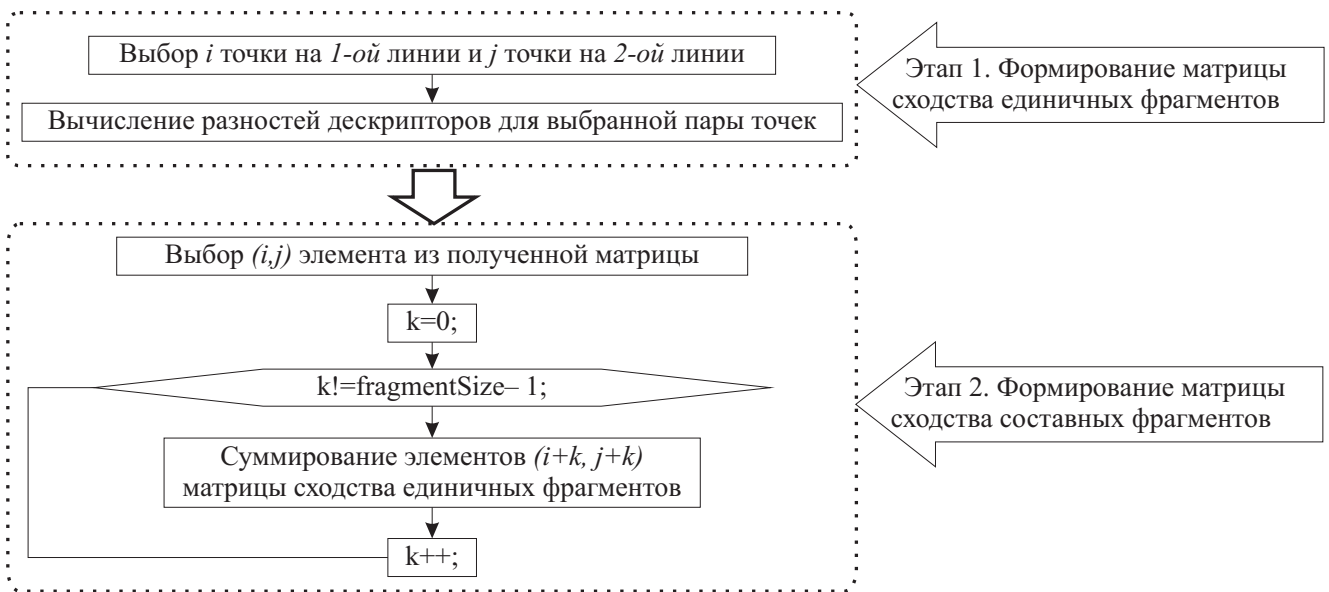 Выбор i точки на 1-ой линии и j точки на 2-ой линии
Вычисление разностей дескрипторов для выбранной пары точек
Этап 1. Формирование матрицы
сходства единичных фрагментов
Выбор (i,j) элемента из полученной матрицы
k=0;
k!=fragmentSize– 1;
Суммирование элементов (i+k, j+k)
матрицы сходства единичных фрагментов
k++;
Этап 2. Формирование матрицы
сходства составных фрагментов